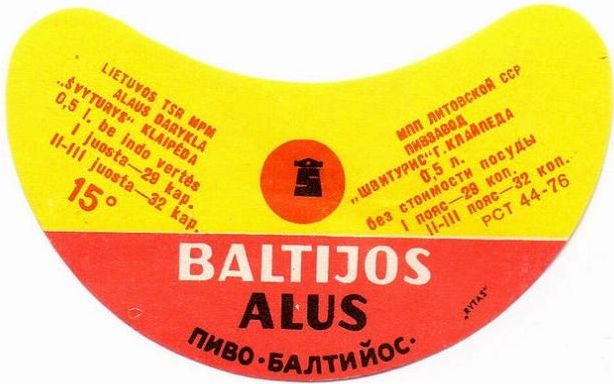 LIETUVOS TSR MPM
ALAUS DARYKLA
„ŠVYTURYS“ KLAIPĖDA
0,5 l. be indo vertės
I juosta—29 kap.
II-III juosta—32 kap.
15°
МПП ЛИТОВСКОЙ ССР
ПИВЗАВОД
„ШВИТУРИС“ Г. КЛАЙПЕДА
0,5 л.
без стоимости посуды
I пояс—29 коп.
II-III пояс—32 коп.
РСТ 44-76
BALTIJOS
ALUS
ПИВО·БАЛТИЙОС·
„RYTAS“